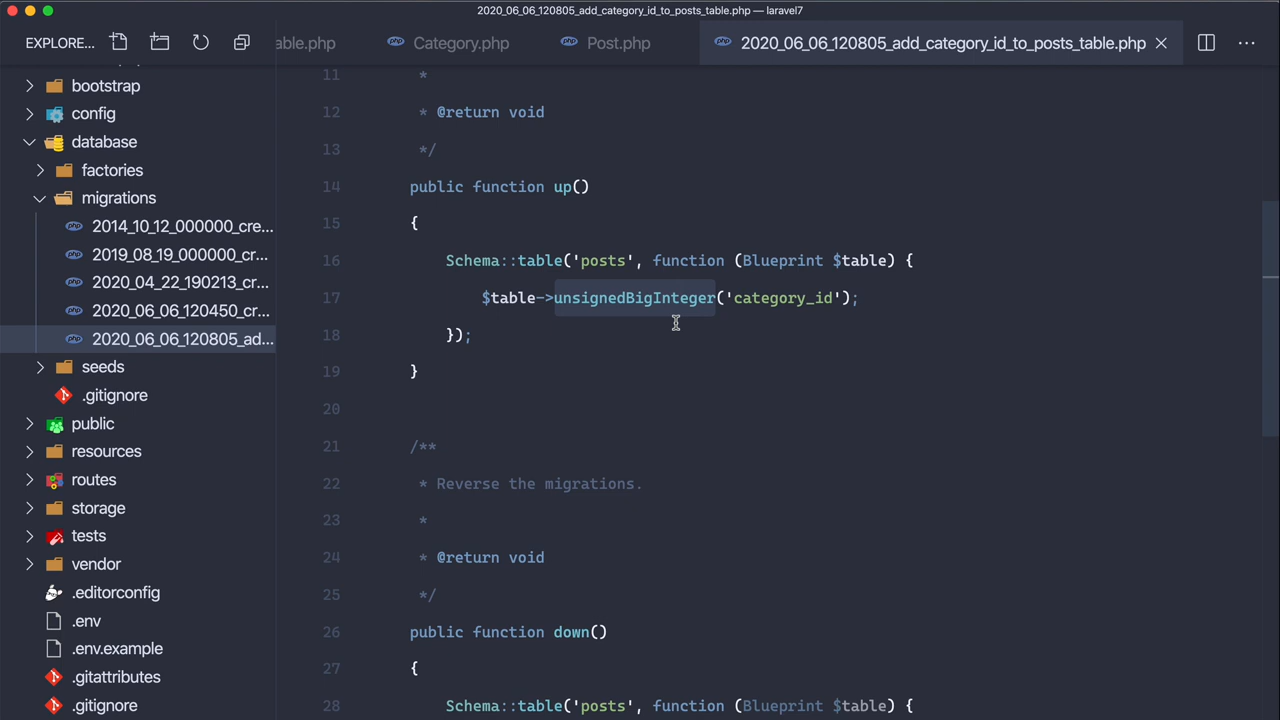 2020_06_06_120805_add_category_id_to_posts_table.php — laravel7
EXPLORE...
able.php
Category.php
Post.php
2020_06_06_120805_add_category_id_to_posts_table.php
bootstrap
config
database
factories
migrations
2014_10_12_000000_cre...
2019_08_19_000000_cr...
2020_04_22_190213_cr...
2020_06_06_120450_cr...
2020_06_06_120805_ad...
seeds
.gitignore
public
resources
routes
storage
tests
vendor
.editorconfig
.env
.env.example
.gitattributes
.gitignore
11 *
12 * @return void
13 */
14 public function up()
15 {
16 Schema::table('posts', function (Blueprint $table) {
17 $table->unsignedBigInteger('category_id');
18 });
19 }
20
21 /**
22 * Reverse the migrations.
23 *
24 * @return void
25 */
26 public function down()
27 {
28 Schema::table('posts', function (Blueprint $table) {